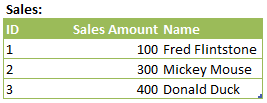 Sales:
ID Sales Amount Name
1 100 Fred Flintstone
2 300 Mickey Mouse
3 400 Donald Duck